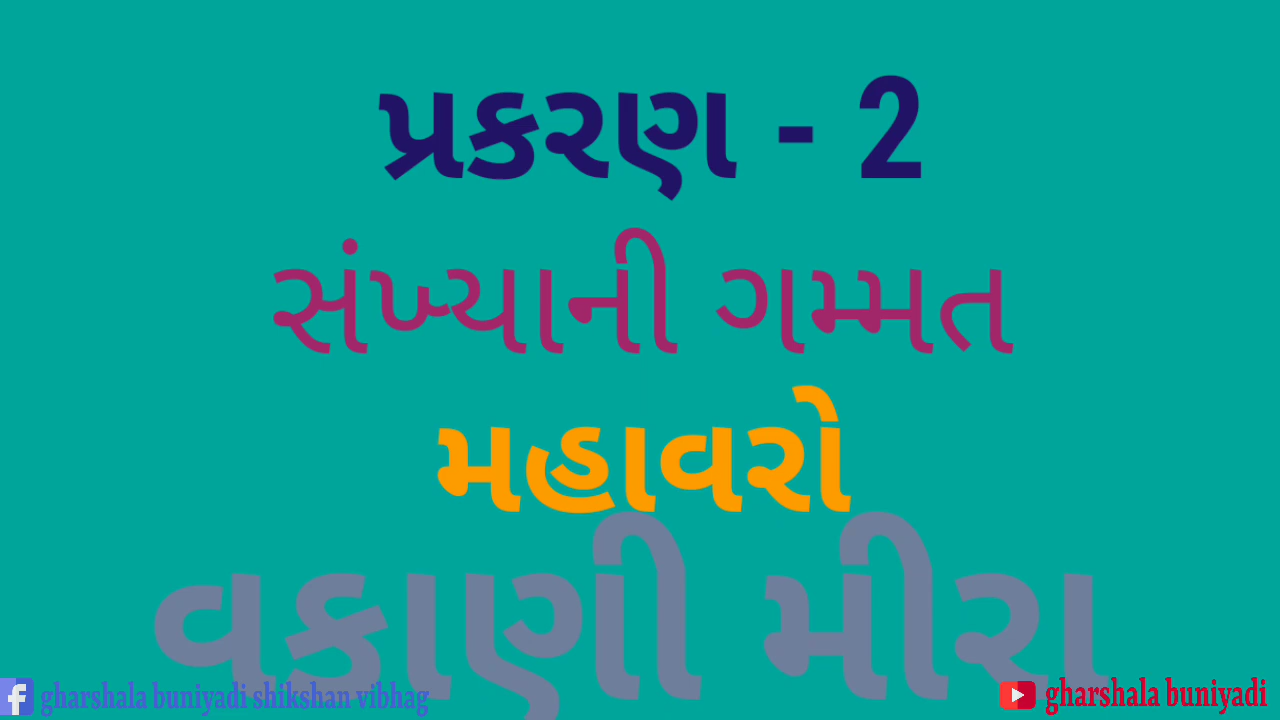 પ્રકરણ - 2
સંખ્યાની ગમ્મત
મહાવરો
વકાણી મીરા
gharshala buniyadi shikshan vibhag
gharshala buniyadi